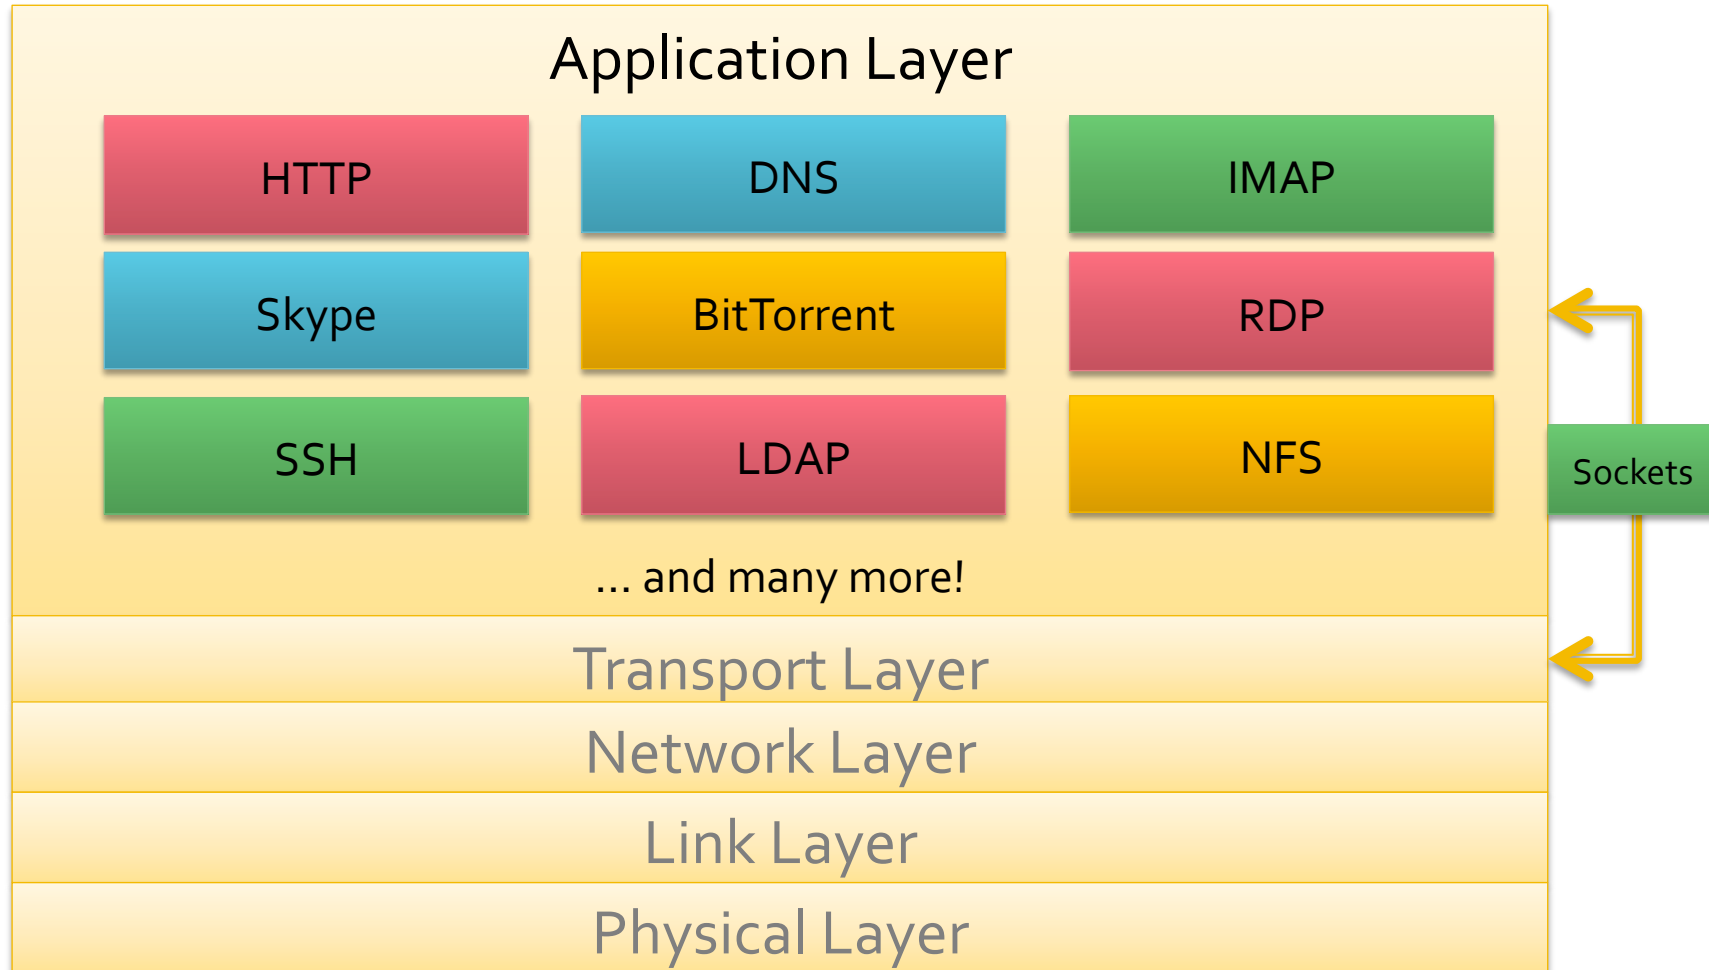 Application Layer
HTTP
DNS
IMAP
Skype
BitTorrent
RDP
SSH
LDAP
NFS
Sockets
... and many more!
Transport Layer
Network Layer
Link Layer
Physical Layer